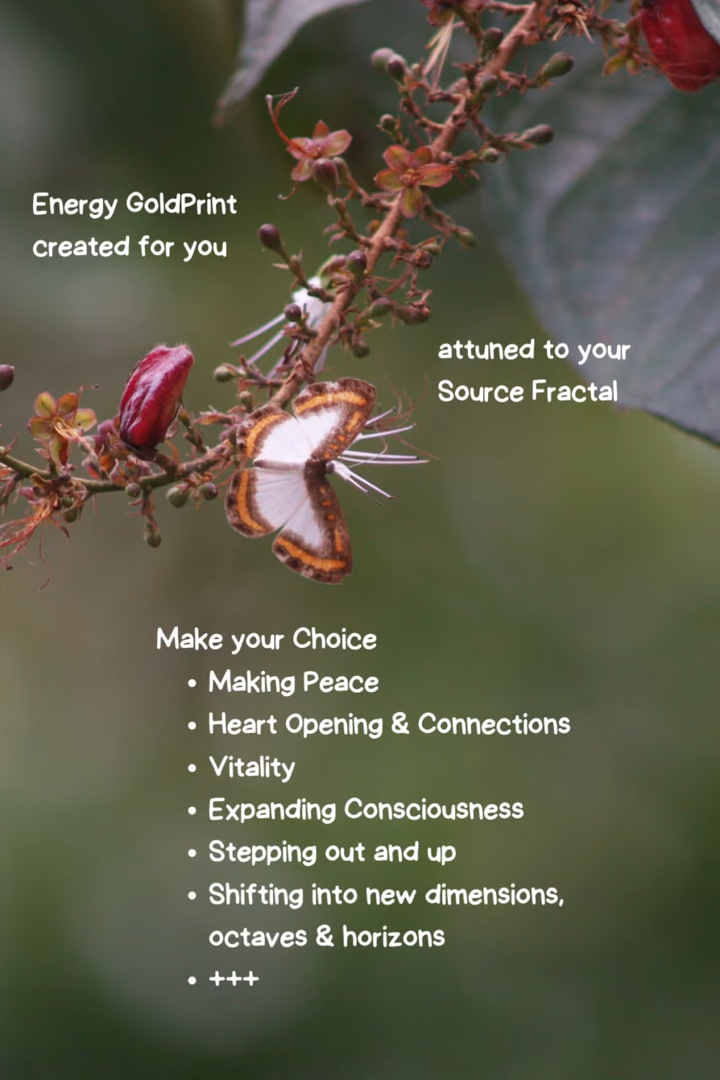 Energy GoldPrint
created for you
attuned to your
Source Fractal
Make your Choice
• Making Peace
• Heart Opening & Connections
• Vitality
• Expanding Consciousness
• Stepping out and up
• Shifting into new dimensions,
octaves & horizons
• +++